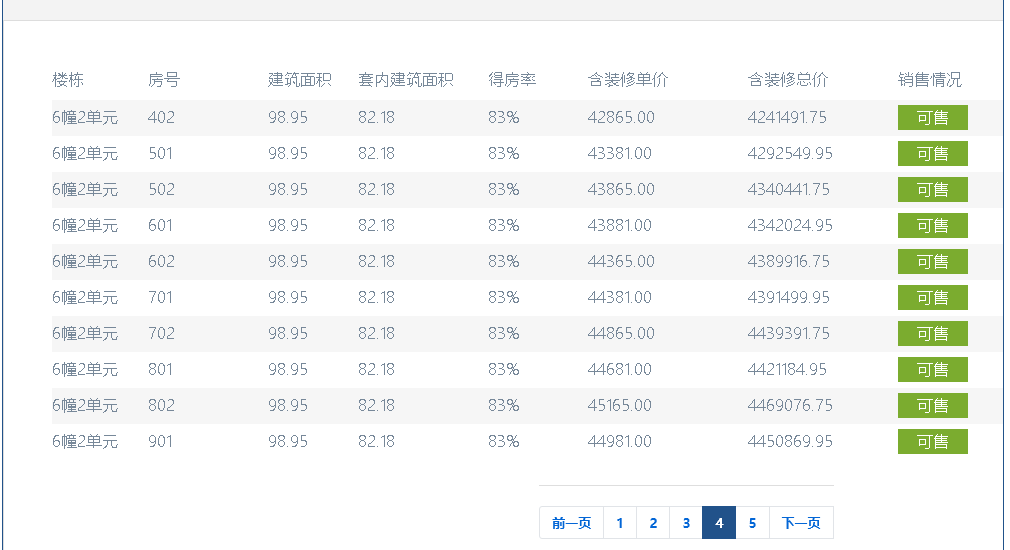 楼栋 房号 建筑面积 套内建筑面积 得房率 含装修单价 含装修总价 销售情况
6幢2单元 402 98.95 82.18 83% 42865.00 4241491.75 可售
6幢2单元 501 98.95 82.18 83% 43381.00 4292549.95 可售
6幢2单元 502 98.95 82.18 83% 43865.00 4340441.75 可售
6幢2单元 601 98.95 82.18 83% 43881.00 4342024.95 可售
6幢2单元 602 98.95 82.18 83% 44365.00 4389916.75 可售
6幢2单元 701 98.95 82.18 83% 44381.00 4391499.95 可售
6幢2单元 702 98.95 82.18 83% 44865.00 4439391.75 可售
6幢2单元 801 98.95 82.18 83% 44681.00 4421184.95 可售
6幢2单元 802 98.95 82.18 83% 45165.00 4469076.75 可售
6幢2单元 901 98.95 82.18 83% 44981.00 4450869.95 可售
前一页 1 2 3 4 5 下一页